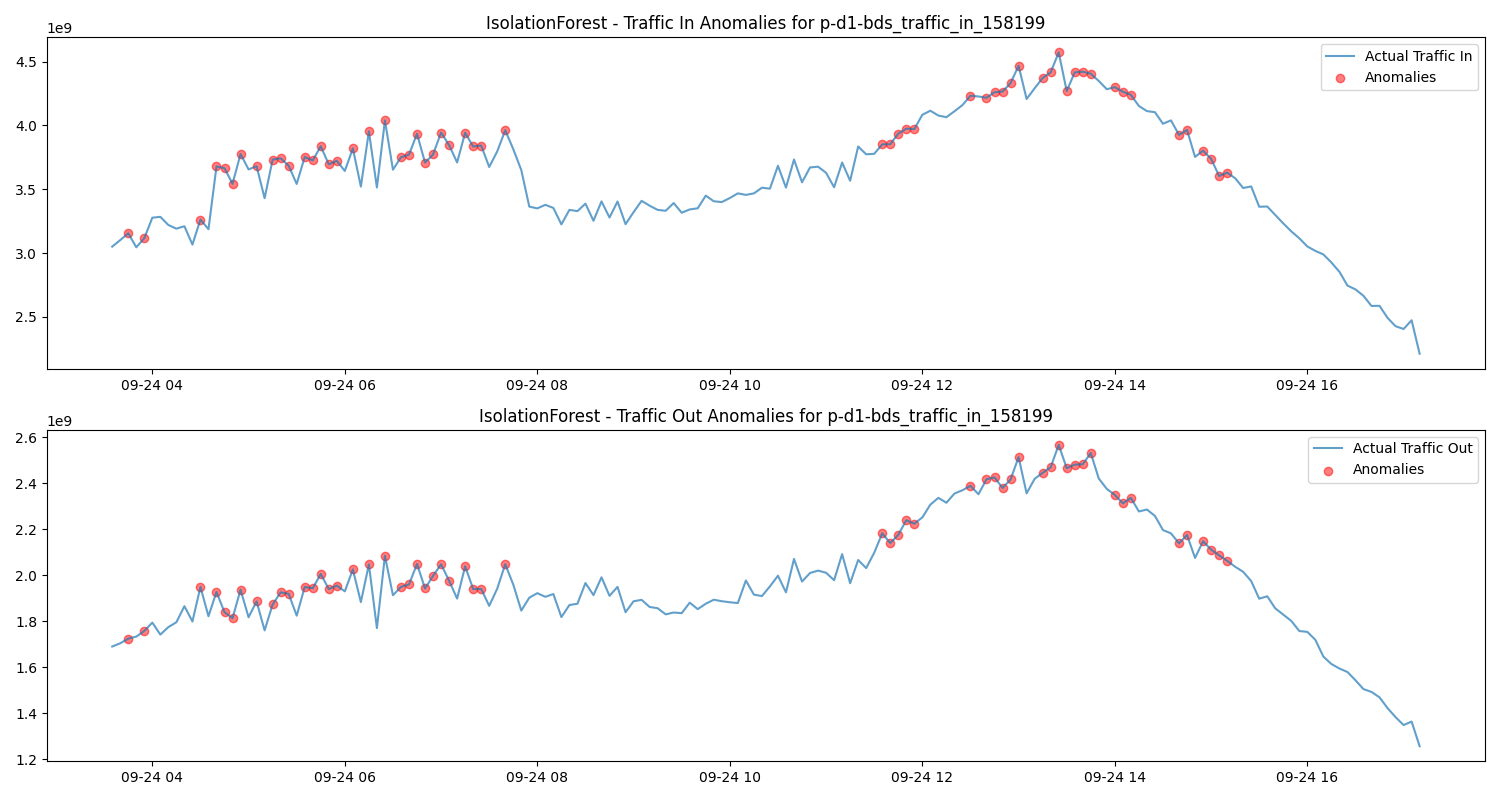 IsolationForest - Traffic In Anomalies for p-d1-bds_traffic_in_158199
1e9
Actual Traffic In
Anomalies
4.5
4.0
3.5
3.0
2.5
09-24 04 09-24 06 09-24 08 09-24 10 09-24 12 09-24 14 09-24 16
IsolationForest - Traffic Out Anomalies for p-d1-bds_traffic_in_158199
1e9
Actual Traffic Out
Anomalies
2.6
2.4
2.2
2.0
1.8
1.6
1.4
1.2
09-24 04 09-24 06 09-24 08 09-24 10 09-24 12 09-24 14 09-24 16